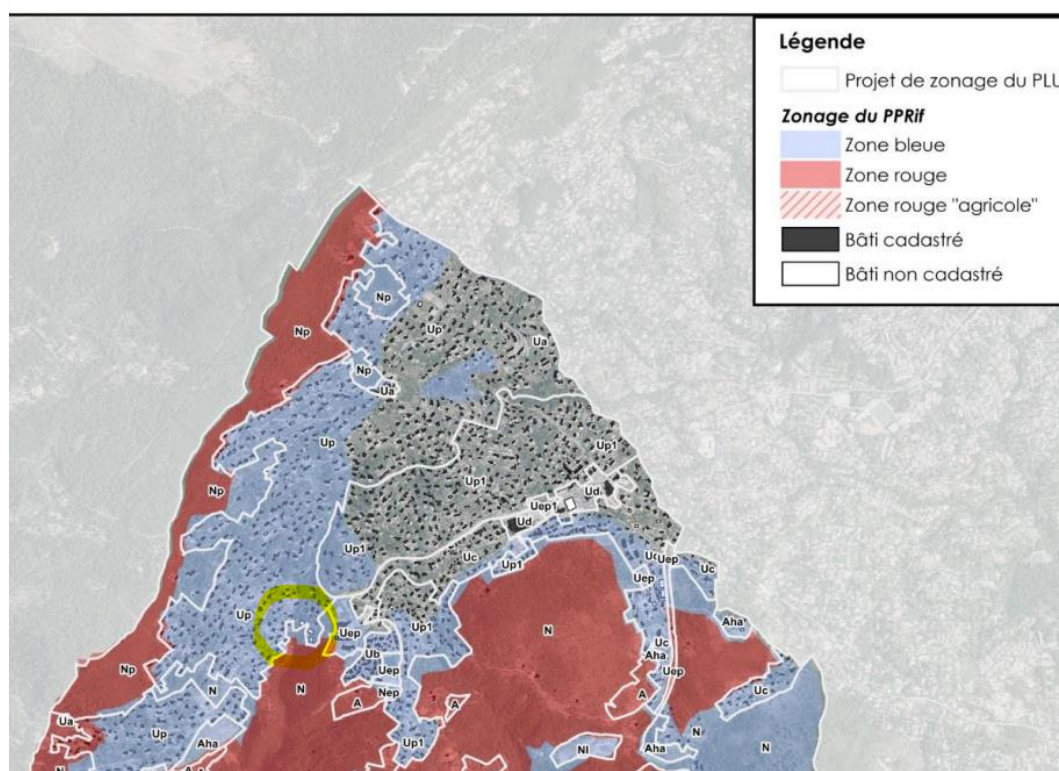 Légende
Projet de zonage du PLU
Zonage du PPRif
Zone bleue
Zone rouge
Zone rouge "agricole"
Bâti cadastré
Bâti non cadastré
Np
Np
Up
Ua
Np
Ua
Up
Up1
Up1
Np
Ud
Uep1
Ud
Up1
Uc
Up1
Uep
Uep
Uc
Up
Uep
Up1
Aha
Ub
N
Uc
Np
N
N
Uep
Aha
Uep
Nep
A
A
A
Uc
Ua
Up
Aha
Up1
Nl
Aha
N
N
N
A